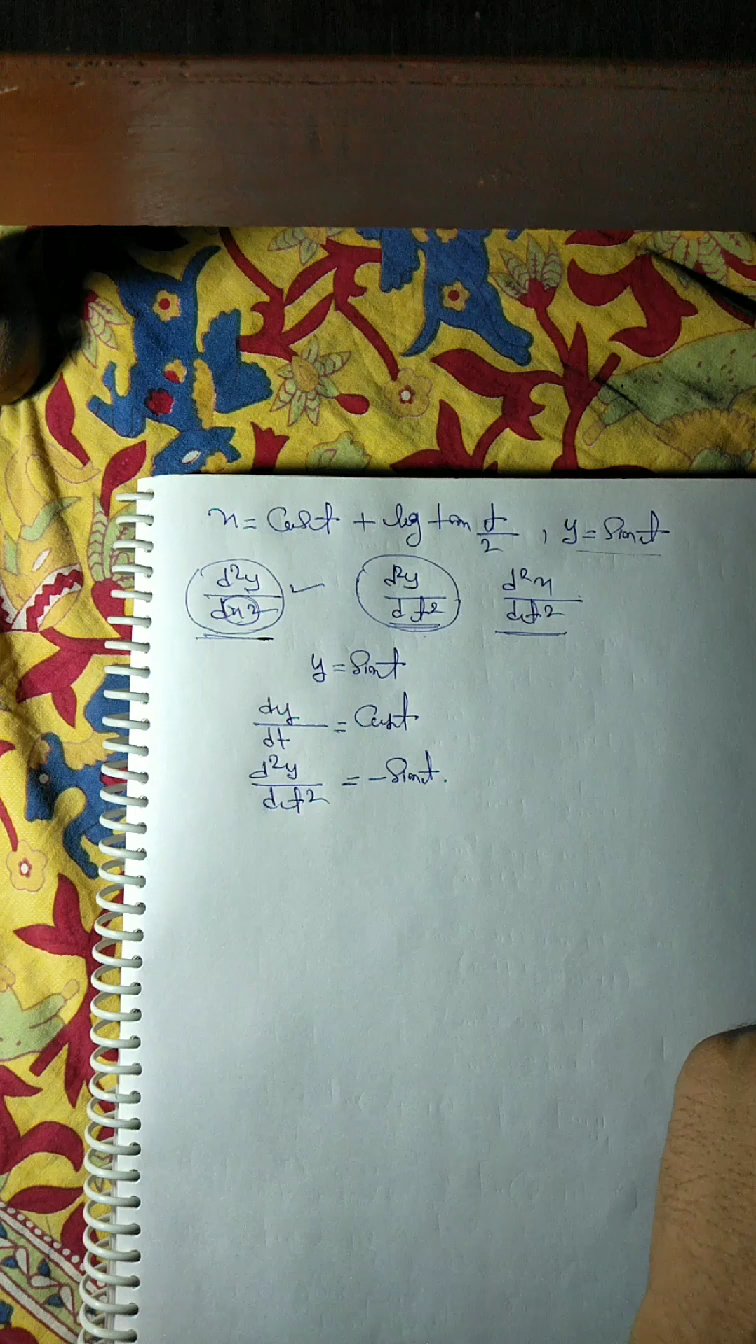 x = Cost + log tan t/2 , y = Sint
d²y/dx² ✓ d²y/dt² d²x/dt²
y = Sint
dy/dt = Cost
d²y/dt² = -Sint.